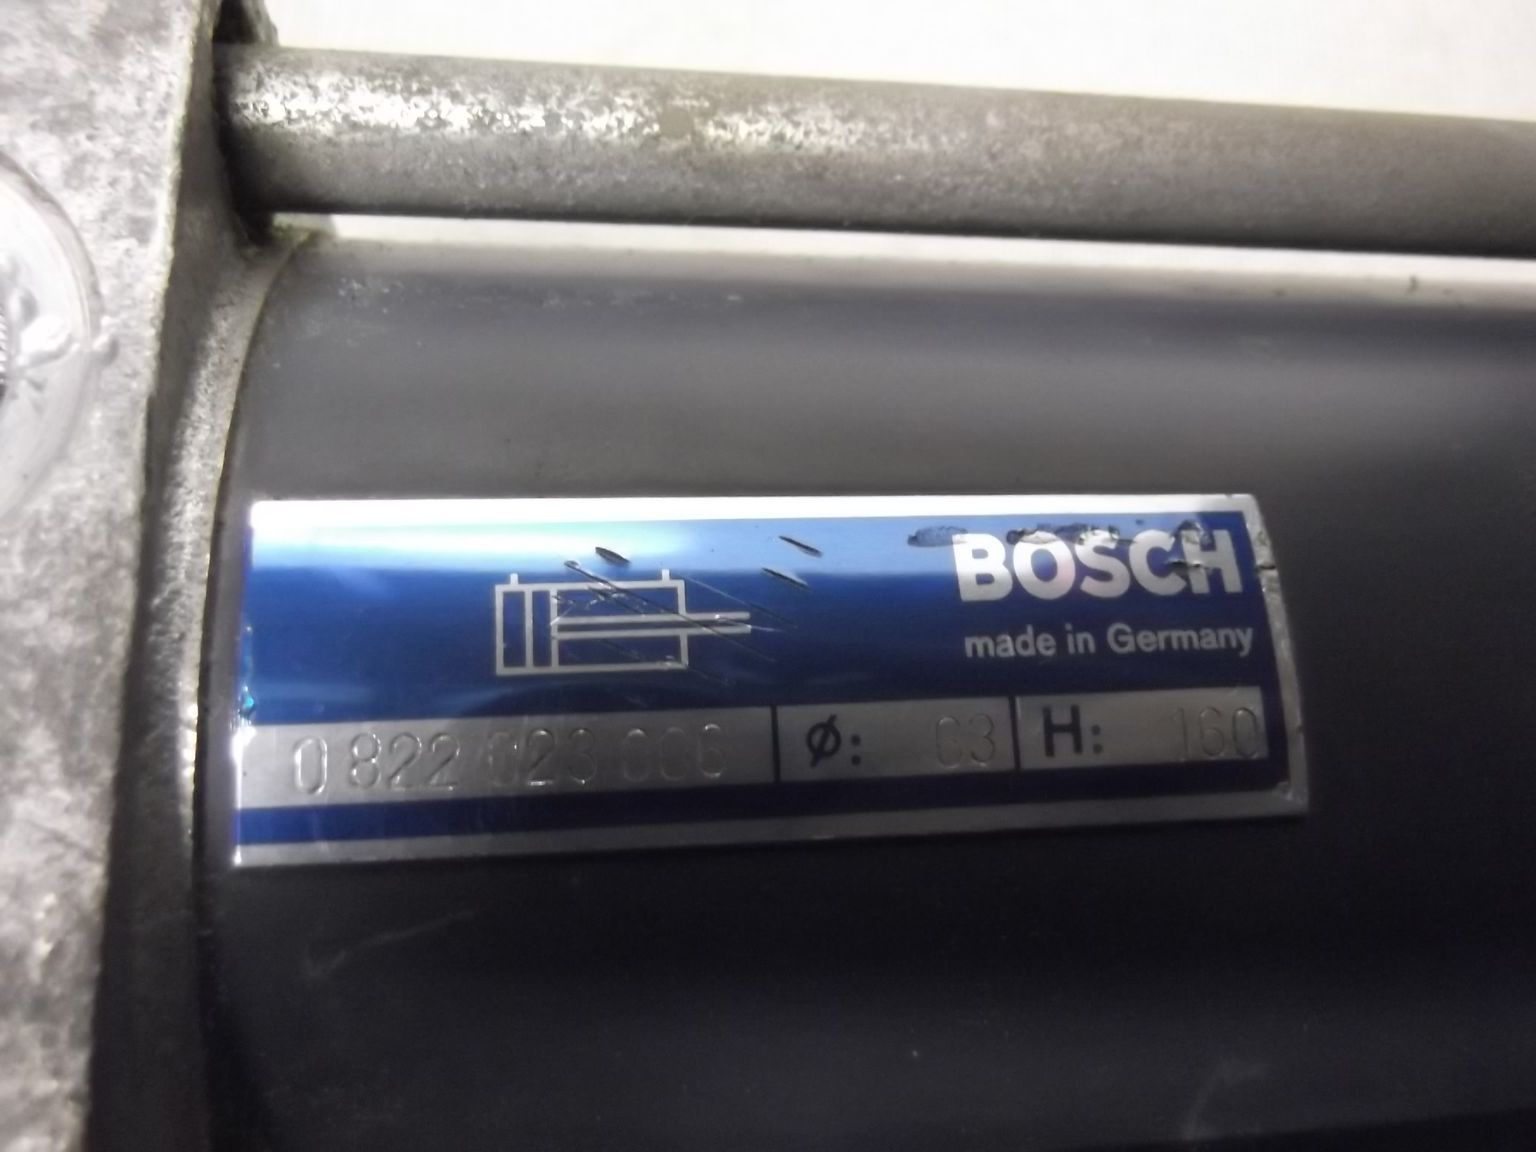 BOSCH
made in Germany
0 822 023 006 Ø: 63 H: 160